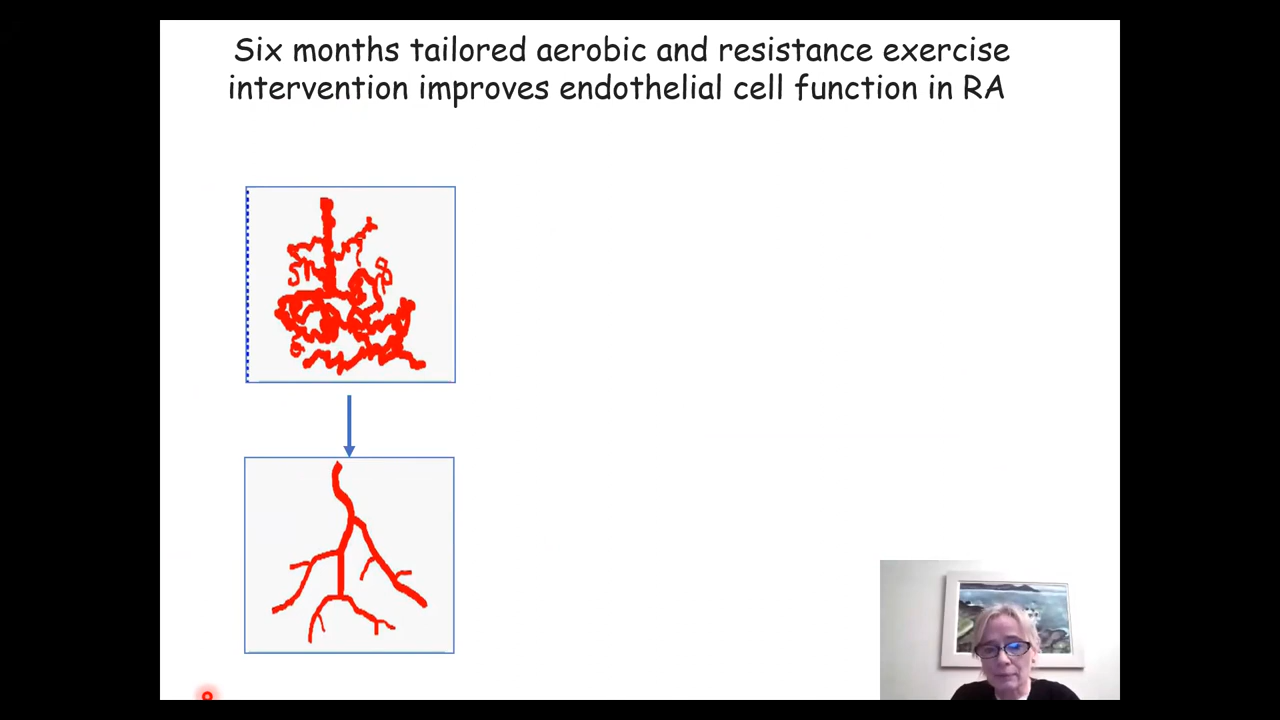 Six months tailored aerobic and resistance exercise
intervention improves endothelial cell function in RA